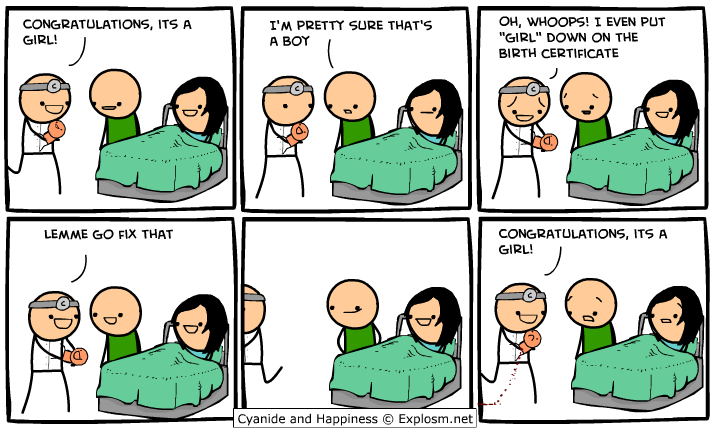 CONGRATULATIONS, ITS A
GIRL!
I'M PRETTY SURE THAT'S
A BOY
OH, WHOOPS! I EVEN PUT
"GIRL" DOWN ON THE
BIRTH CERTIFICATE
LEMME GO FIX THAT
CONGRATULATIONS, ITS A
GIRL!
Cyanide and Happiness © Explosm.net